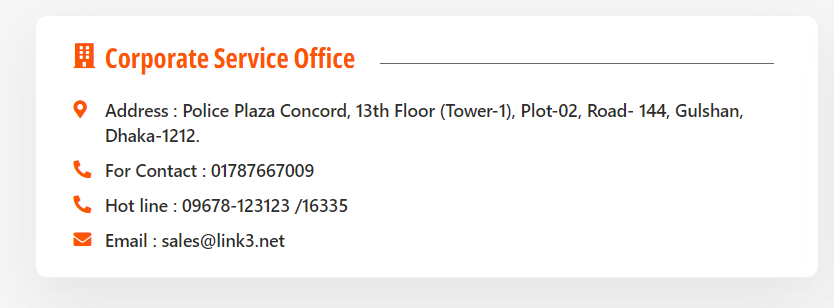 Corporate Service Office
Address : Police Plaza Concord, 13th Floor (Tower-1), Plot-02, Road- 144, Gulshan,
Dhaka-1212.
For Contact : 01787667009
Hot line : 09678-123123 /16335
Email : sales@link3.net